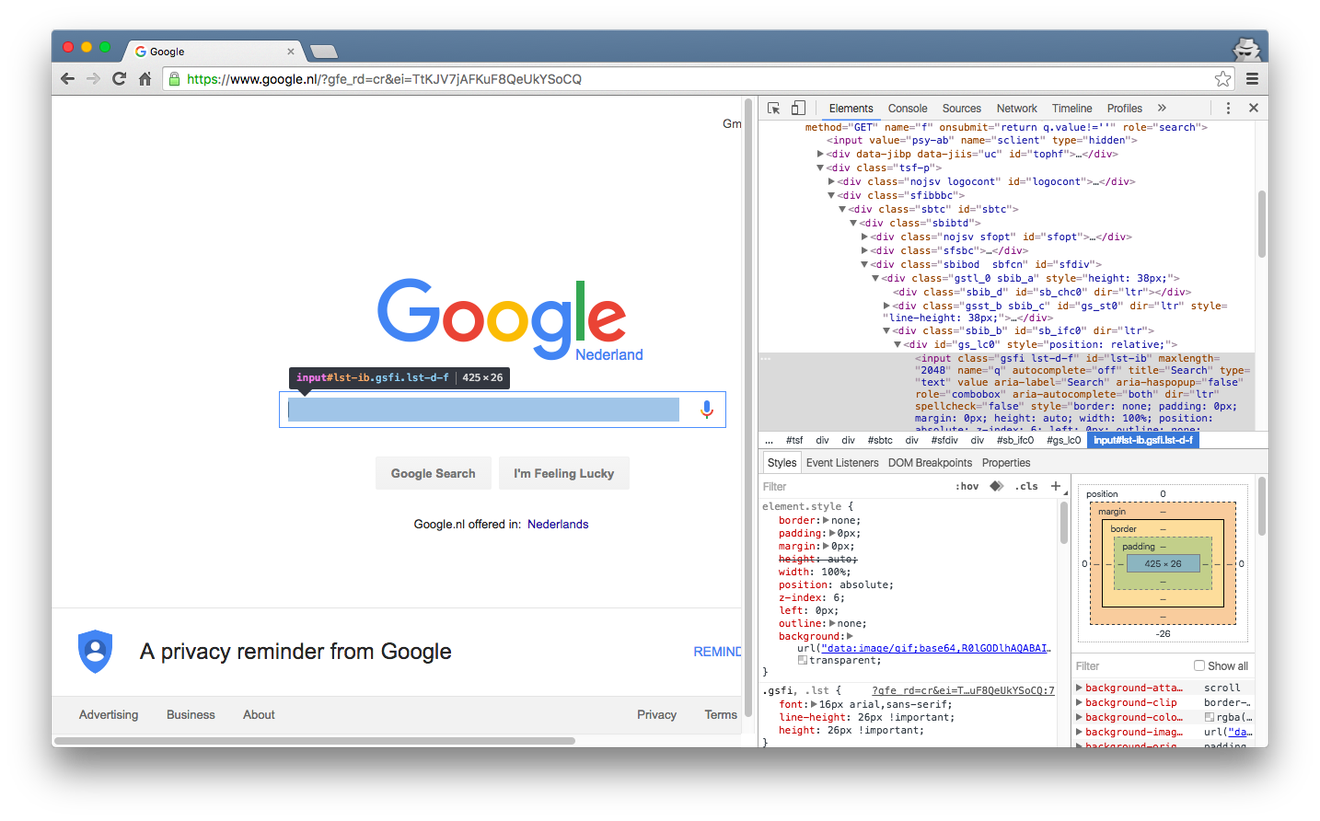 Google
https://www.google.nl/?gfe_rd=cr&ei=TtKJV7jAFKuF8QeUkYSoCQ
Gm
Google
Nederland
input#lst-ib.gsfi.lst-d-f | 425×26
Google Search
I'm Feeling Lucky
Google.nl offered in: Nederlands
A privacy reminder from Google
REMIND
Advertising Business About Privacy Terms
Elements Console Sources Network Timeline Profiles »
method="GET" name="f" onsubmit="return q.value!=''" role="search">
<input value="psy-ab" name="sclient" type="hidden">
<div data-jibp data-jiis="uc" id="tophf">…</div>
<div class="tsf-p">
<div class="nojsv logocont" id="logocont">…</div>
<div class="sfibbbc">
<div class="sbtc" id="sbtc">
<div class="sbibtd">
<div class="nojsv sfopt" id="sfopt">…</div>
<div class="sfsbc">…</div>
<div class="sbibod  sbfcn" id="sfdiv">
<div class="gstl_0 sbib_a" style="height: 38px;">
<div class="sbib_d" id="sb_chc0" dir="ltr"></div>
<div class="gsst_b sbib_c" id="gs_st0" dir="ltr" style=
"line-height: 38px;">…</div>
<div class="sbib_b" id="sb_ifc0" dir="ltr">
<div id="gs_lc0" style="position: relative;">
… <input class="gsfi lst-d-f" id="lst-ib" maxlength=
"2048" name="q" autocomplete="off" title="Search" type=
"text" value aria-label="Search" aria-haspopup="false"
role="combobox" aria-autocomplete="both" dir="ltr"
spellcheck="false" style="border: none; padding: 0px;
margin: 0px; height: auto; width: 100%; position:
absolute; z-index: 6; left: 0px; outline: none;
... #tsf div div #sbtc div #sfdiv div #sb_ifc0 #gs_lc0 input#lst-ib.gsfi.lst-d-f
Styles Event Listeners DOM Breakpoints Properties
Filter :hov .cls +
element.style {
border: none;
padding: 0px;
margin: 0px;
height: auto;
width: 100%;
position: absolute;
z-index: 6;
left: 0px;
outline: none;
background:
url("data:image/gif;base64,R0lGODlhAQABAI…
transparent;
}
.gsfi, .lst { ?gfe_rd=cr&ei=T…uF8QeUkYSoCQ:7
font: 16px arial,sans-serif;
line-height: 26px !important;
height: 26px !important;
}
position 0
margin –
border –
padding –
0 – – – 425 × 26 – – – 0
–
–
–
-26
Filter Show all
background-atta… scroll
background-clip border-…
background-colo… rgba(…
background-imag… url("da…
background-orig… padding